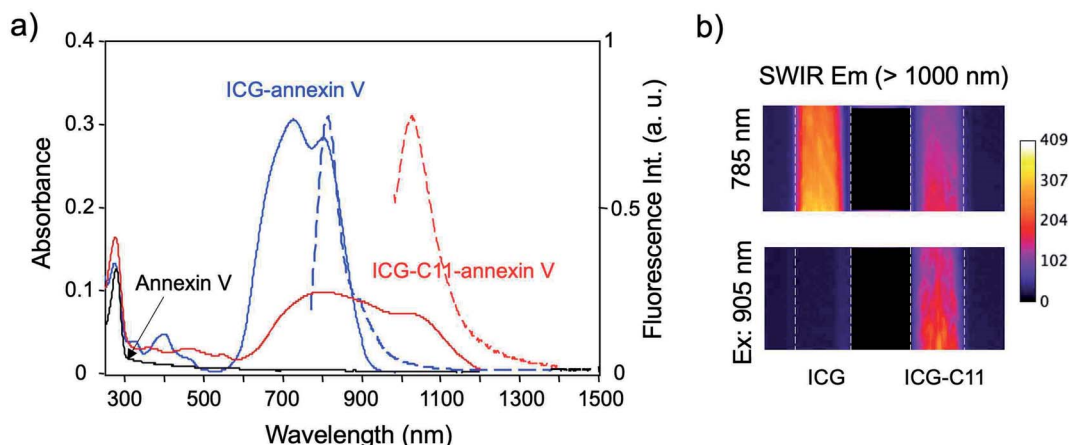 a)
0.4
0.3
0.2
0.1
0
Absorbance
ICG-annexin V
ICG-C11-annexin V
Annexin V
1
0.5
0
Fluorescence Int. (a. u.)
300 500 700 900 1100 1300 1500
Wavelength (nm)
b)
SWIR Em (> 1000 nm)
785 nm
Ex: 905 nm
409
307
204
102
0
ICG ICG-C11